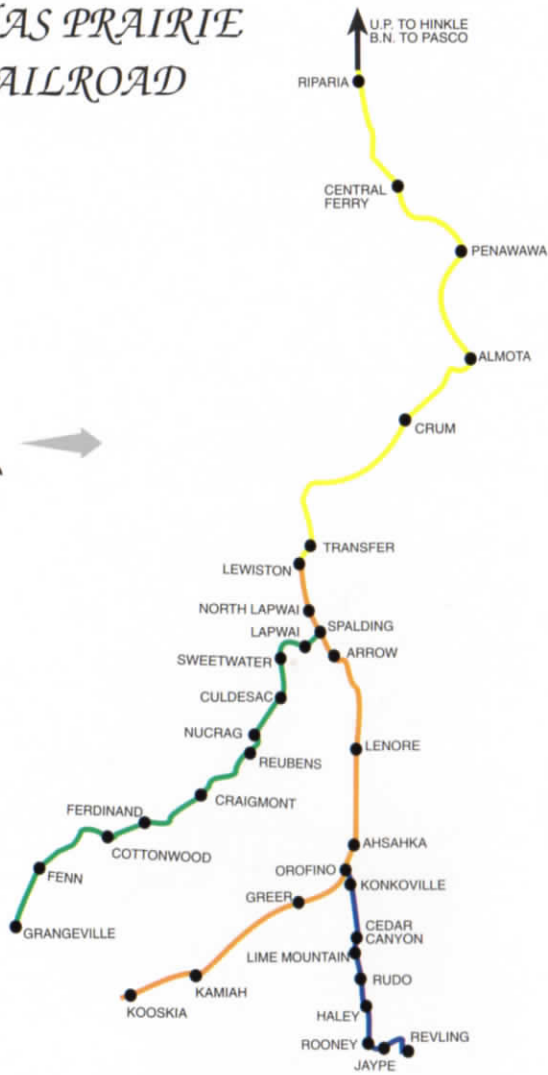 AS PRAIRIE
AILROAD
U.P. TO HINKLE
B.N. TO PASCO
RIPARIA
CENTRAL
FERRY
PENAWAWA
ALMOTA
CRUM
TRANSFER
LEWISTON
NORTH LAPWAI
SPALDING
LAPWAI
ARROW
SWEETWATER
CULDESAC
NUCRAG
LENORE
REUBENS
CRAIGMONT
FERDINAND
COTTONWOOD
AHSAHKA
OROFINO
FENN
KONKOVILLE
GREER
GRANGEVILLE
CEDAR
CANYON
LIME MOUNTAIN
RUDO
KAMIAH
KOOSKIA
HALEY
REVLING
ROONEY
JAYPE